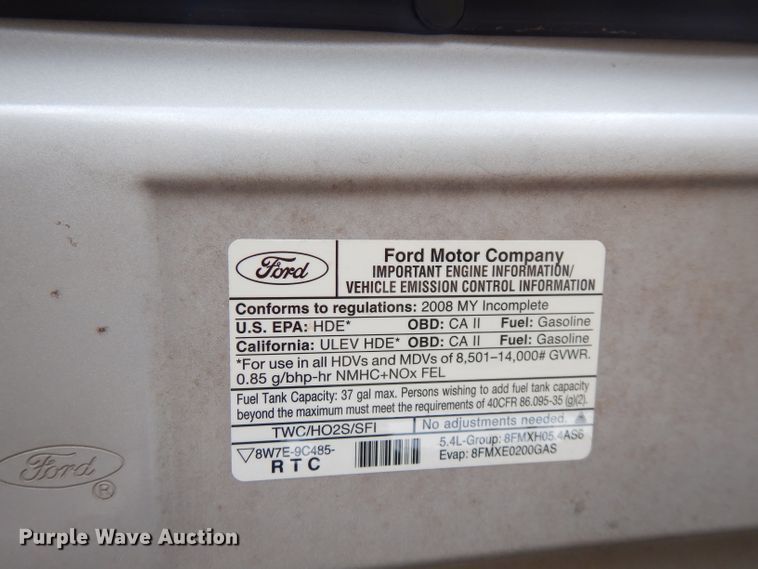 Ford
Ford Motor Company
IMPORTANT ENGINE INFORMATION/
VEHICLE EMISSION CONTROL INFORMATION
Conforms to regulations: 2008 MY Incomplete
U.S. EPA: HDE* OBD: CA II Fuel: Gasoline
California: ULEV HDE* OBD: CA II Fuel: Gasoline
*For use in all HDVs and MDVs of 8,501-14,000# GVWR.
0.85 g/bhp-hr NMHC+NOx FEL
Fuel Tank Capacity: 37 gal max. Persons wishing to add fuel tank capacity
beyond the maximum must meet the requirements of 40CFR 86.095-35 (g)(2).
TWC/HO2S/SFI No adjustments needed.
8W7E-9C485-
RTC
5.4L-Group: 8FMXH05.4AS6
Evap: 8FMXE0200GAS
Ford ®
Purple Wave Auction